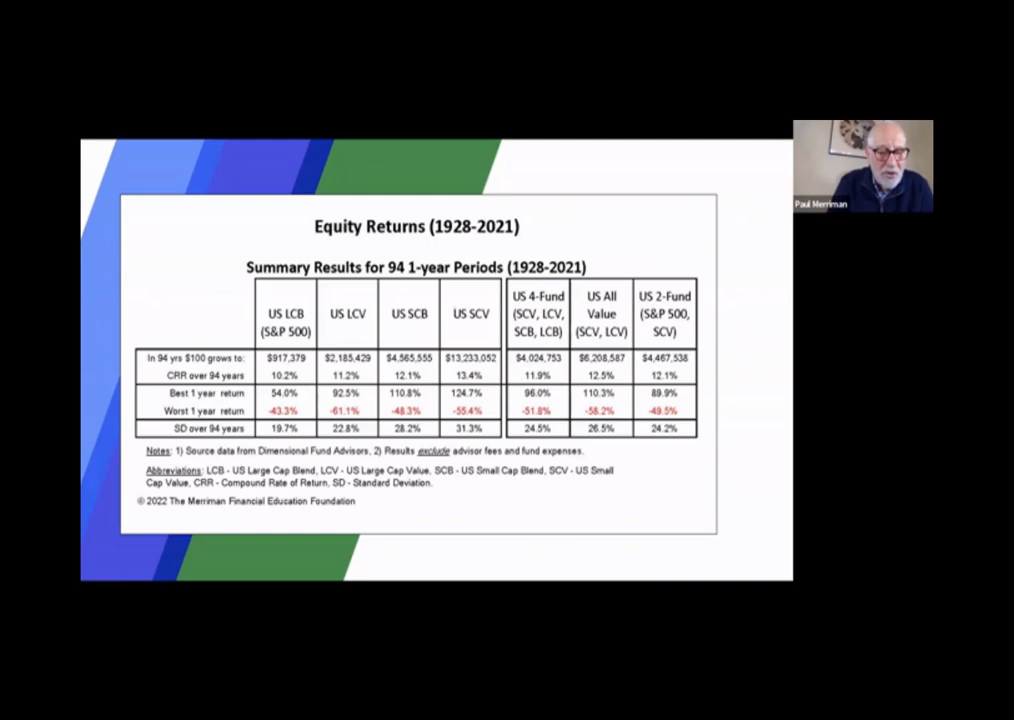 Paul Merriman
Equity Returns (1928-2021)
Summary Results for 94 1-year Periods (1928-2021)
US LCB (S&P 500) US LCV US SCB US SCV US 4-Fund (SCV, LCV, SCB, LCB) US All Value (SCV, LCV) US 2-Fund (S&P 500, SCV)
In 94 yrs $100 grows to: $917,379 $2,185,429 $4,565,555 $13,233,052 $4,024,753 $6,208,587 $4,467,538
CRR over 94 years 10.2% 11.2% 12.1% 13.4% 11.9% 12.5% 12.1%
Best 1 year return 54.0% 92.5% 110.8% 124.7% 96.0% 110.3% 89.9%
Worst 1 year return -43.3% -61.1% -48.3% -55.4% -51.8% -58.2% -49.5%
SD over 94 years 19.7% 22.8% 28.2% 31.3% 24.5% 26.5% 24.2%
Notes: 1) Source data from Dimensional Fund Advisors, 2) Results exclude advisor fees and fund expenses.
Abbreviations: LCB - US Large Cap Blend, LCV - US Large Cap Value, SCB - US Small Cap Blend, SCV - US Small
Cap Value, CRR - Compound Rate of Return, SD - Standard Deviation.
© 2022 The Merriman Financial Education Foundation